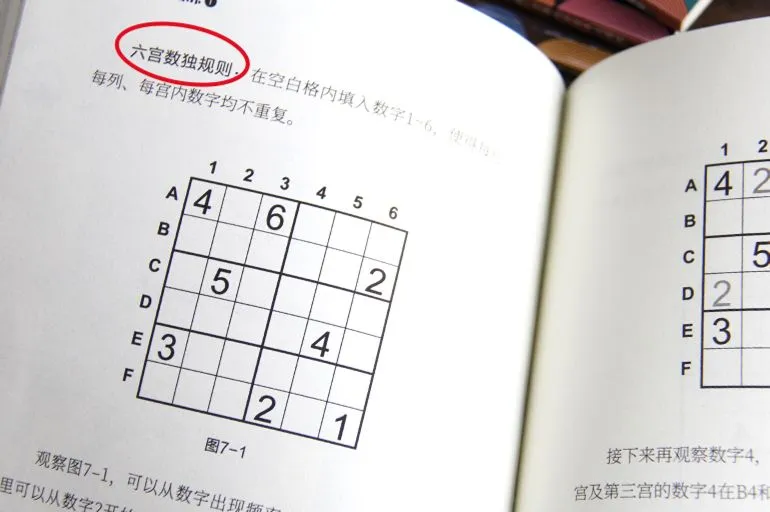 六宫数独规则:在空白格内填入数字1-6,使得每
每列、每宫内数字均不重复。
1 2 3 4 5 6
A 4 6
B 2
C 5
D 4
E 3
F 2 1
图7-1
观察图7-1,可以从数字出现频率
里可以从数字2开始
1 2
A 4 2
B
C 5
D 2
E 3
F
接下来再观察数字4,
宫及第三宫的数字4在B4和